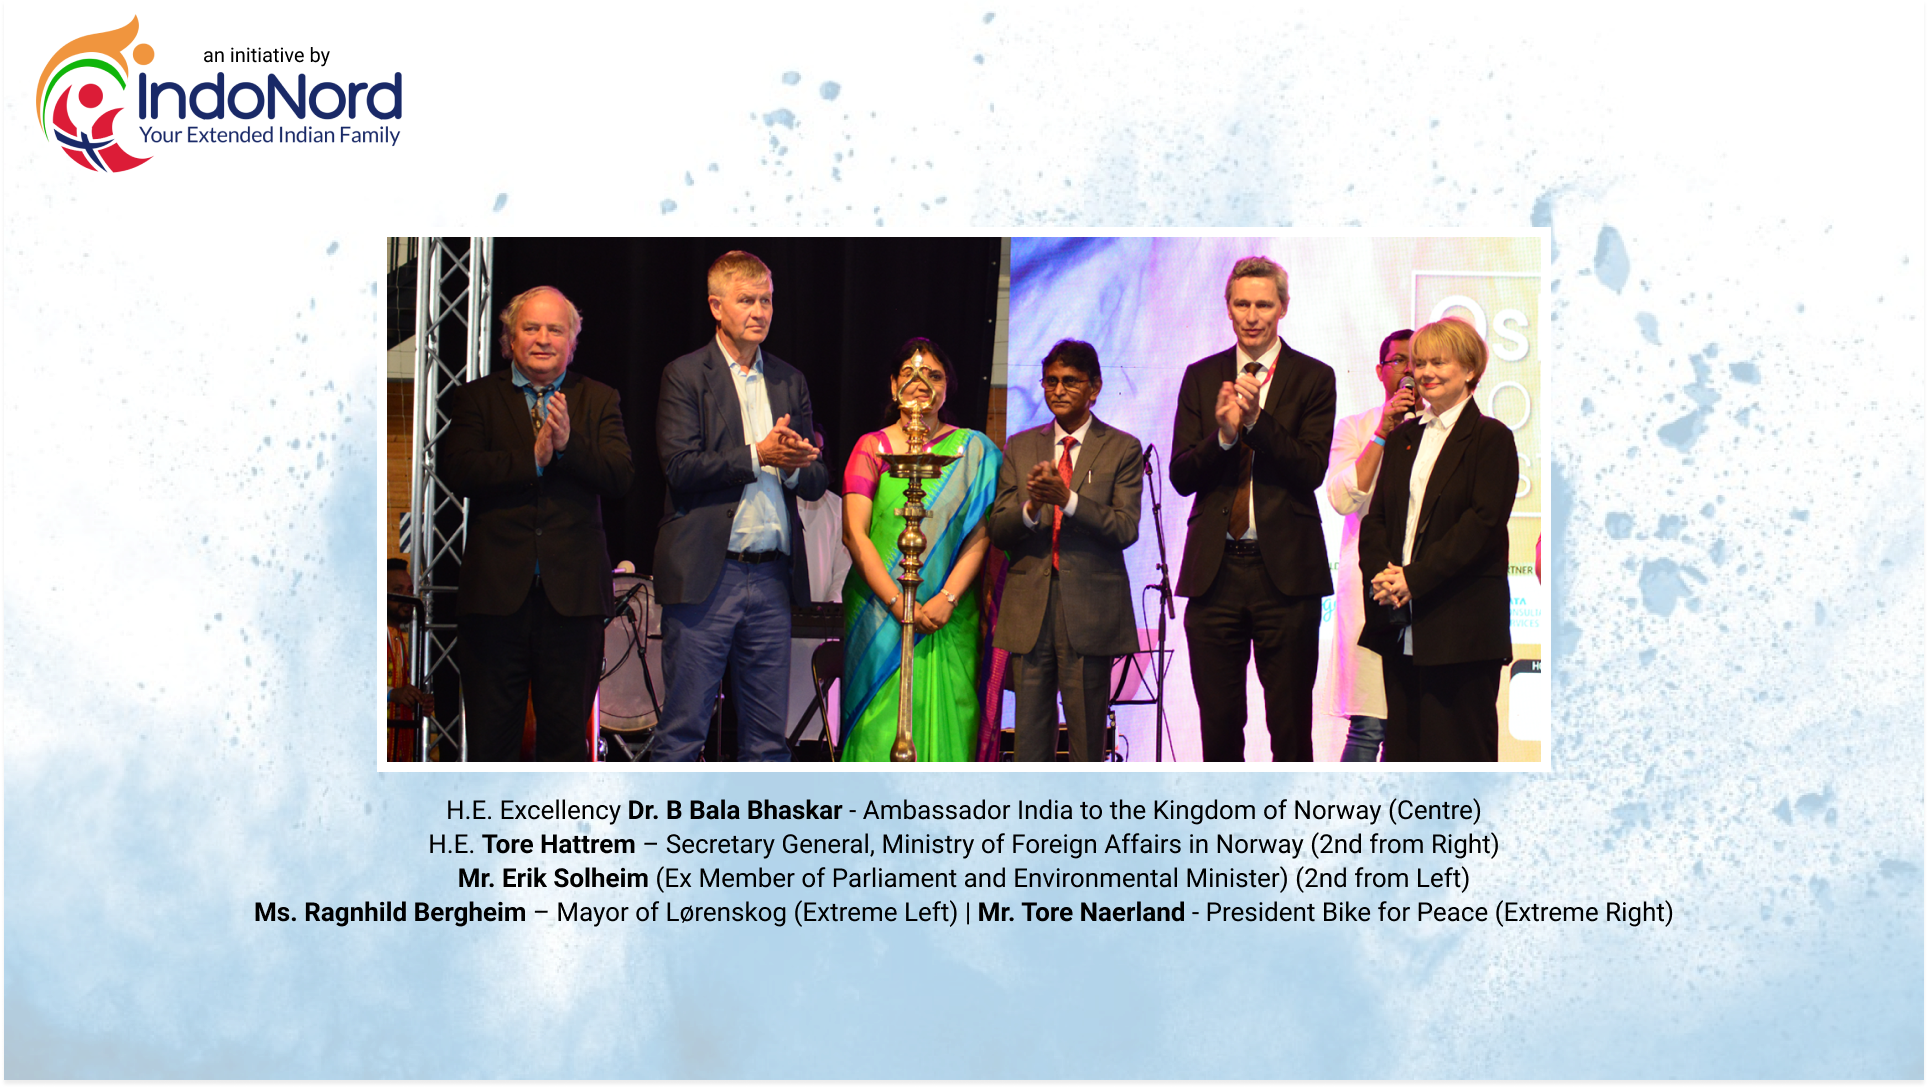 an initiative by
IndoNord
Your Extended Indian Family
Os
O
S
RTNER
H.E. Excellency Dr. B Bala Bhaskar - Ambassador India to the Kingdom of Norway (Centre)
H.E. Tore Hattrem – Secretary General, Ministry of Foreign Affairs in Norway (2nd from Right)
Mr. Erik Solheim (Ex Member of Parliament and Environmental Minister) (2nd from Left)
Ms. Ragnhild Bergheim – Mayor of Lørenskog (Extreme Left) | Mr. Tore Naerland - President Bike for Peace (Extreme Right)